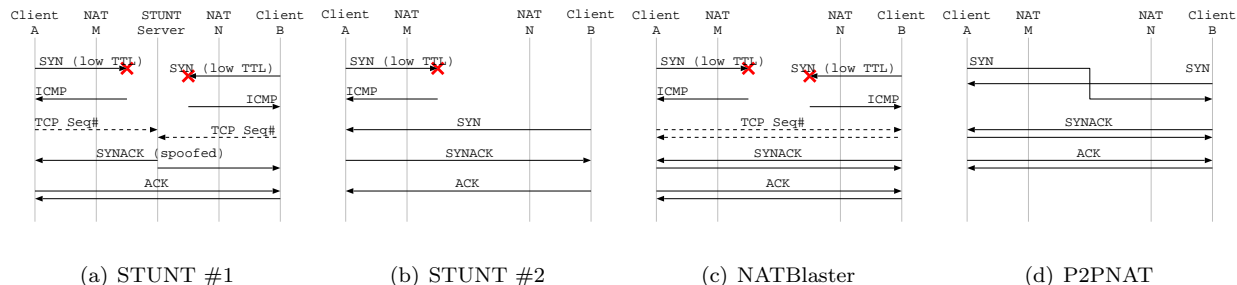 Client NAT STUNT NAT Client
A M Server N B
SYN (low TTL)
SYN (low TTL)
ICMP
ICMP
TCP Seq#
TCP Seq#
SYNACK (spoofed)
ACK
(a) STUNT #1
Client NAT NAT Client
A M N B
SYN (low TTL)
ICMP
SYN
SYNACK
ACK
(b) STUNT #2
Client NAT NAT Client
A M N B
SYN (low TTL)
SYN (low TTL)
ICMP
ICMP
TCP Seq#
SYNACK
ACK
(c) NATBlaster
Client NAT NAT Client
A M N B
SYN
SYN
SYNACK
ACK
(d) P2PNAT